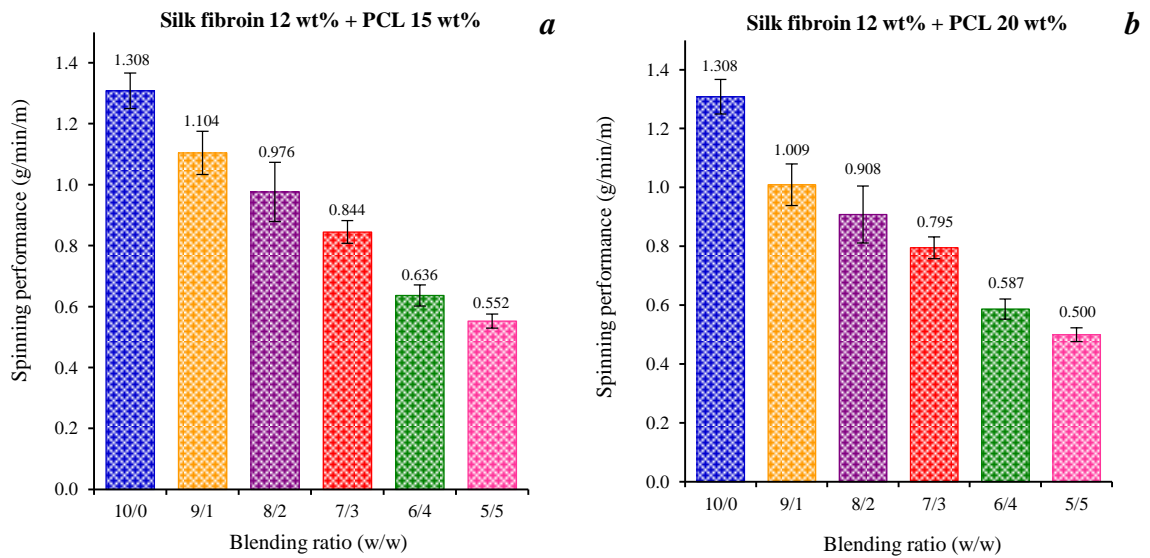 Silk fibroin 12 wt% + PCL 15 wt%
a
Spinning performance (g/min/m)
1.4
1.2
1.0
0.8
0.6
0.4
0.2
0.0
1.308
1.104
0.976
0.844
0.636
0.552
10/0 9/1 8/2 7/3 6/4 5/5
Blending ratio (w/w)
Silk fibroin 12 wt% + PCL 20 wt%
b
Spinning performance (g/min/m)
1.4
1.2
1.0
0.8
0.6
0.4
0.2
0.0
1.308
1.009
0.908
0.795
0.587
0.500
10/0 9/1 8/2 7/3 6/4 5/5
Blending ratio (w/w)